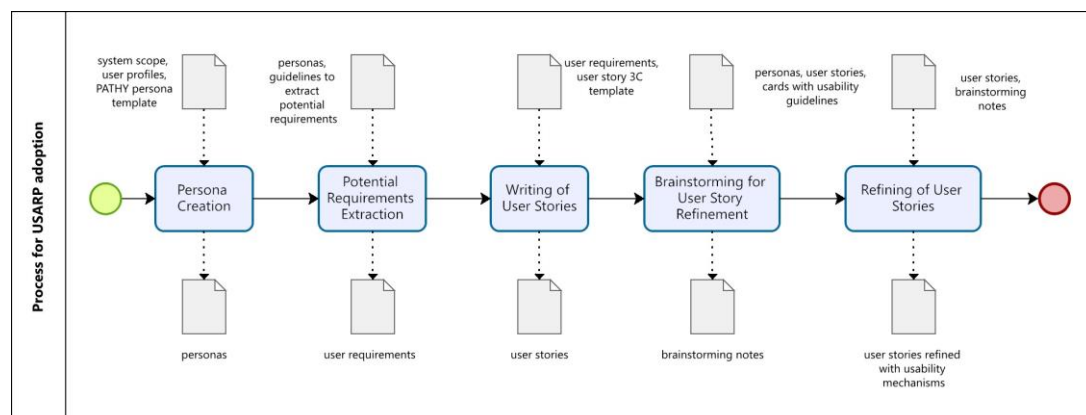 Process for USARP adoption
system scope,
user profiles,
PATHY persona
template
personas,
guidelines to
extract
potential
requirements
user requirements,
user story 3C
template
personas, user stories,
cards with usability
guidelines
user stories,
brainstorming
notes
Persona
Creation
Potential
Requirements
Extraction
Writing of
User Stories
Brainstorming for
User Story
Refinement
Refining of User
Stories
personas
user requirements
user stories
brainstorming notes
user stories refined
with usability
mechanisms